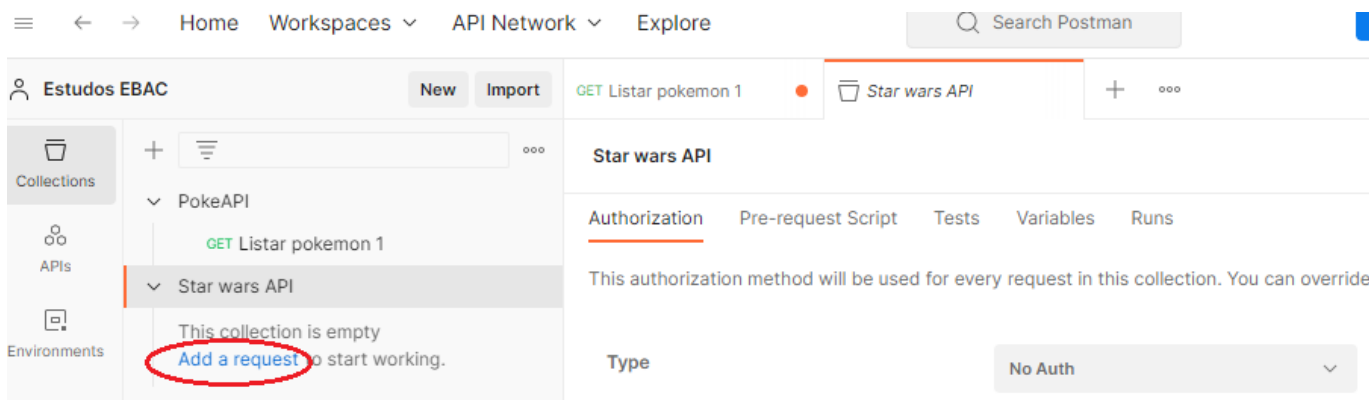 Home Workspaces API Network Explore Search Postman
Estudos EBAC New Import GET Listar pokemon 1 Star wars API
Collections
Star wars API
PokeAPI
Authorization Pre-request Script Tests Variables Runs
GET Listar pokemon 1
APIs
Star wars API
This authorization method will be used for every request in this collection. You can override
This collection is empty
Environments
Add a request to start working.
Type No Auth